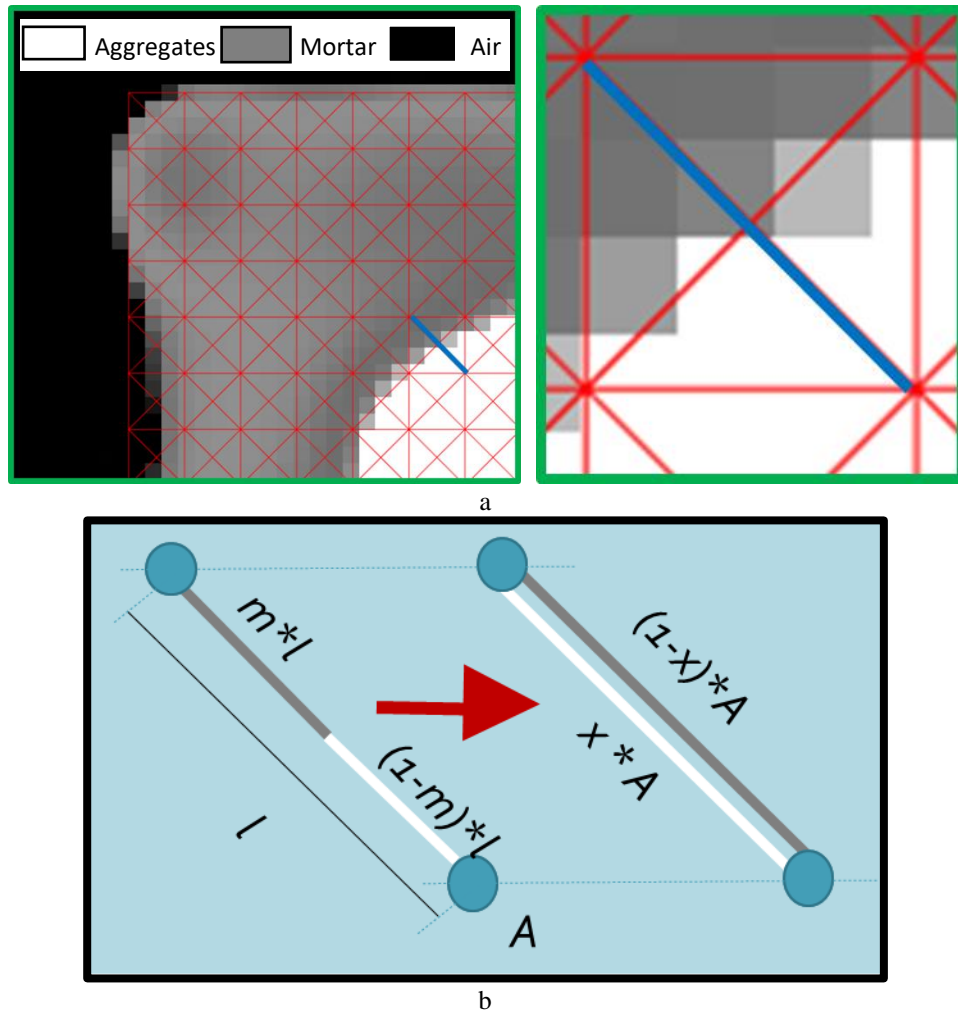 Aggregates Mortar Air
a
m*l
(1-x)*A
x * A
(1-m)*l
l
A
b